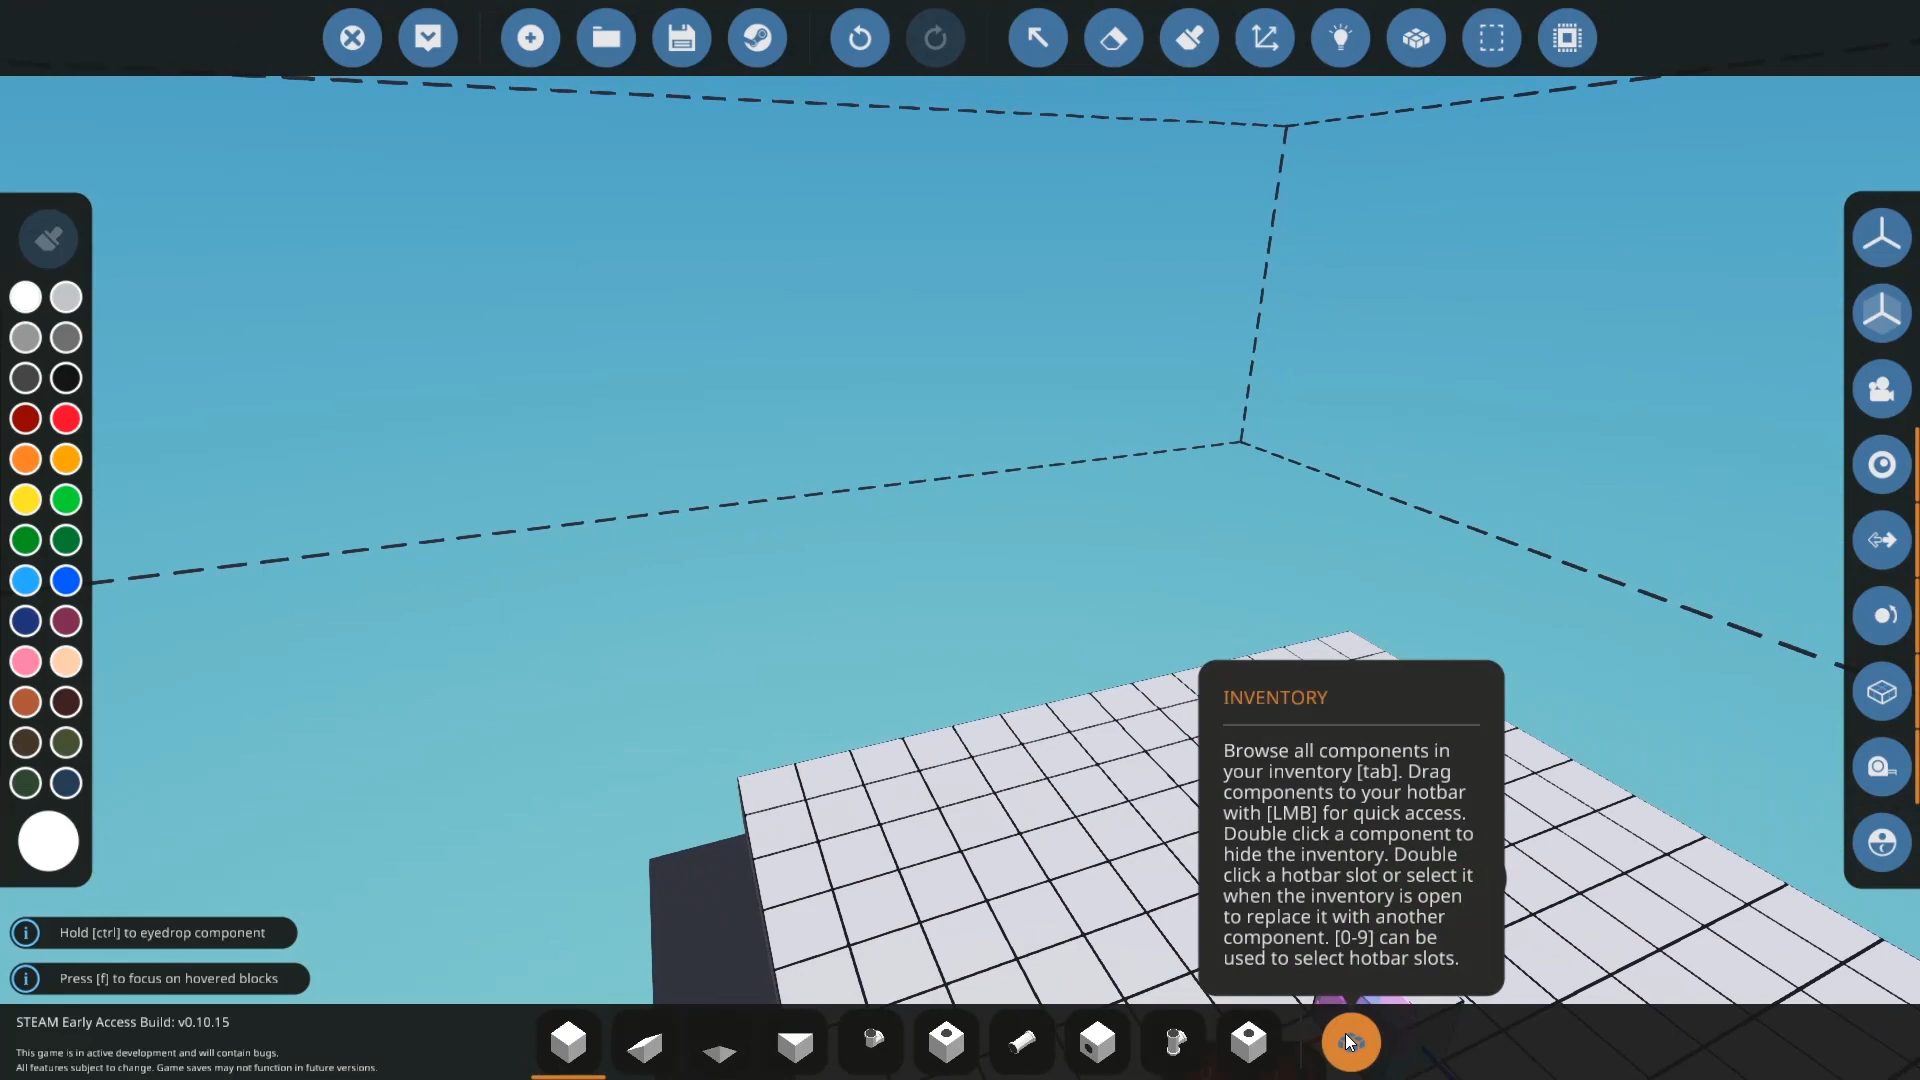 INVENTORY
Browse all components in
your inventory [tab]. Drag
components to your hotbar
with [LMB] for quick access.
Double click a component to
hide the inventory. Double
click a hotbar slot or select it
when the inventory is open
to replace it with another
component. [0-9] can be
used to select hotbar slots.
Hold [ctrl] to eyedrop component
Press [f] to focus on hovered blocks
STEAM Early Access Build: v0.10.15
This game is in active development and will contain bugs.
All features subject to change. Game saves may not function in future versions.